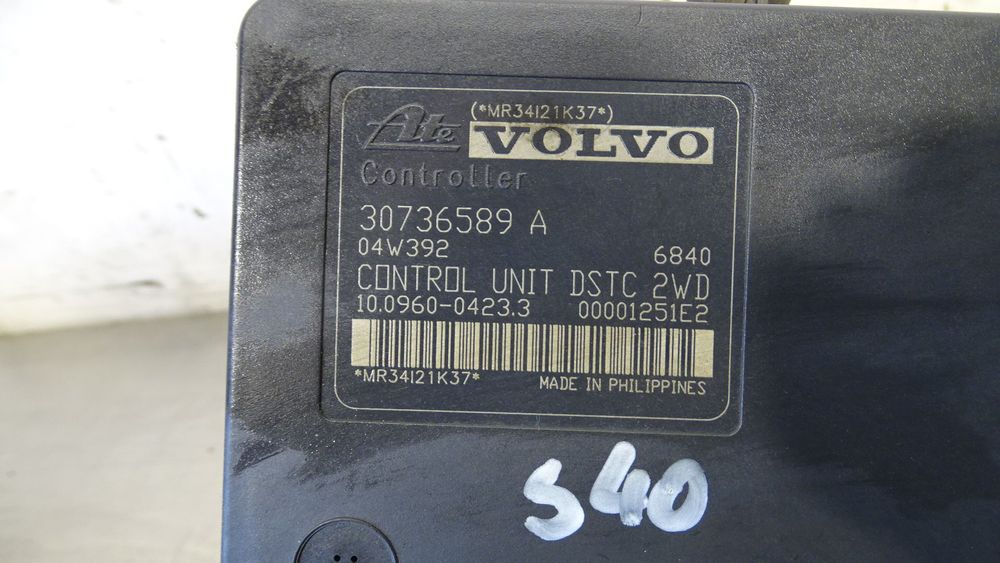 (*MR34I21K37*)
Ate VOLVO
Controller
30736589 A
04W392 6840
CONTROL UNIT DSTC 2WD
10.0960-0423.3 00001251E2
*MR34I21K37* MADE IN PHILIPPINES
S40